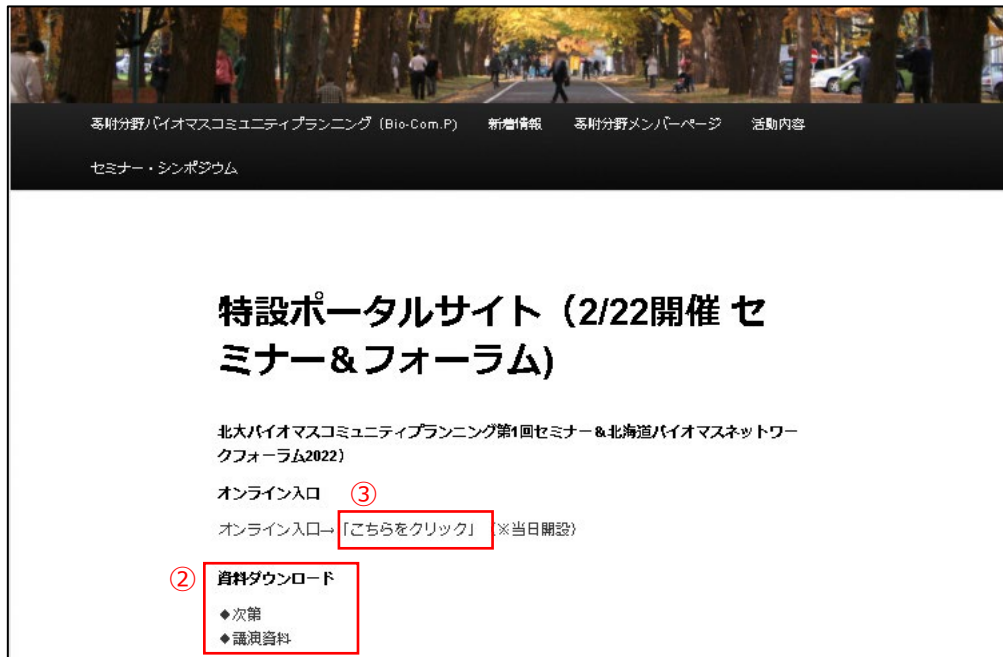 寄附分野バイオマスコミュニティプランニング（Bio-Com.P） 新着情報 寄附分野メンバーページ 活動内容
セミナー・シンポジウム
特設ポータルサイト（2/22開催 セ
ミナー＆フォーラム)
北大バイオマスコミュニティプランニング第1回セミナー&北海道バイオマスネットワー
クフォーラム2022）
オンライン入口 ③
オンライン入口→「こちらをクリック」（※当日開設）
② 資料ダウンロード
◆次第
◆講演資料